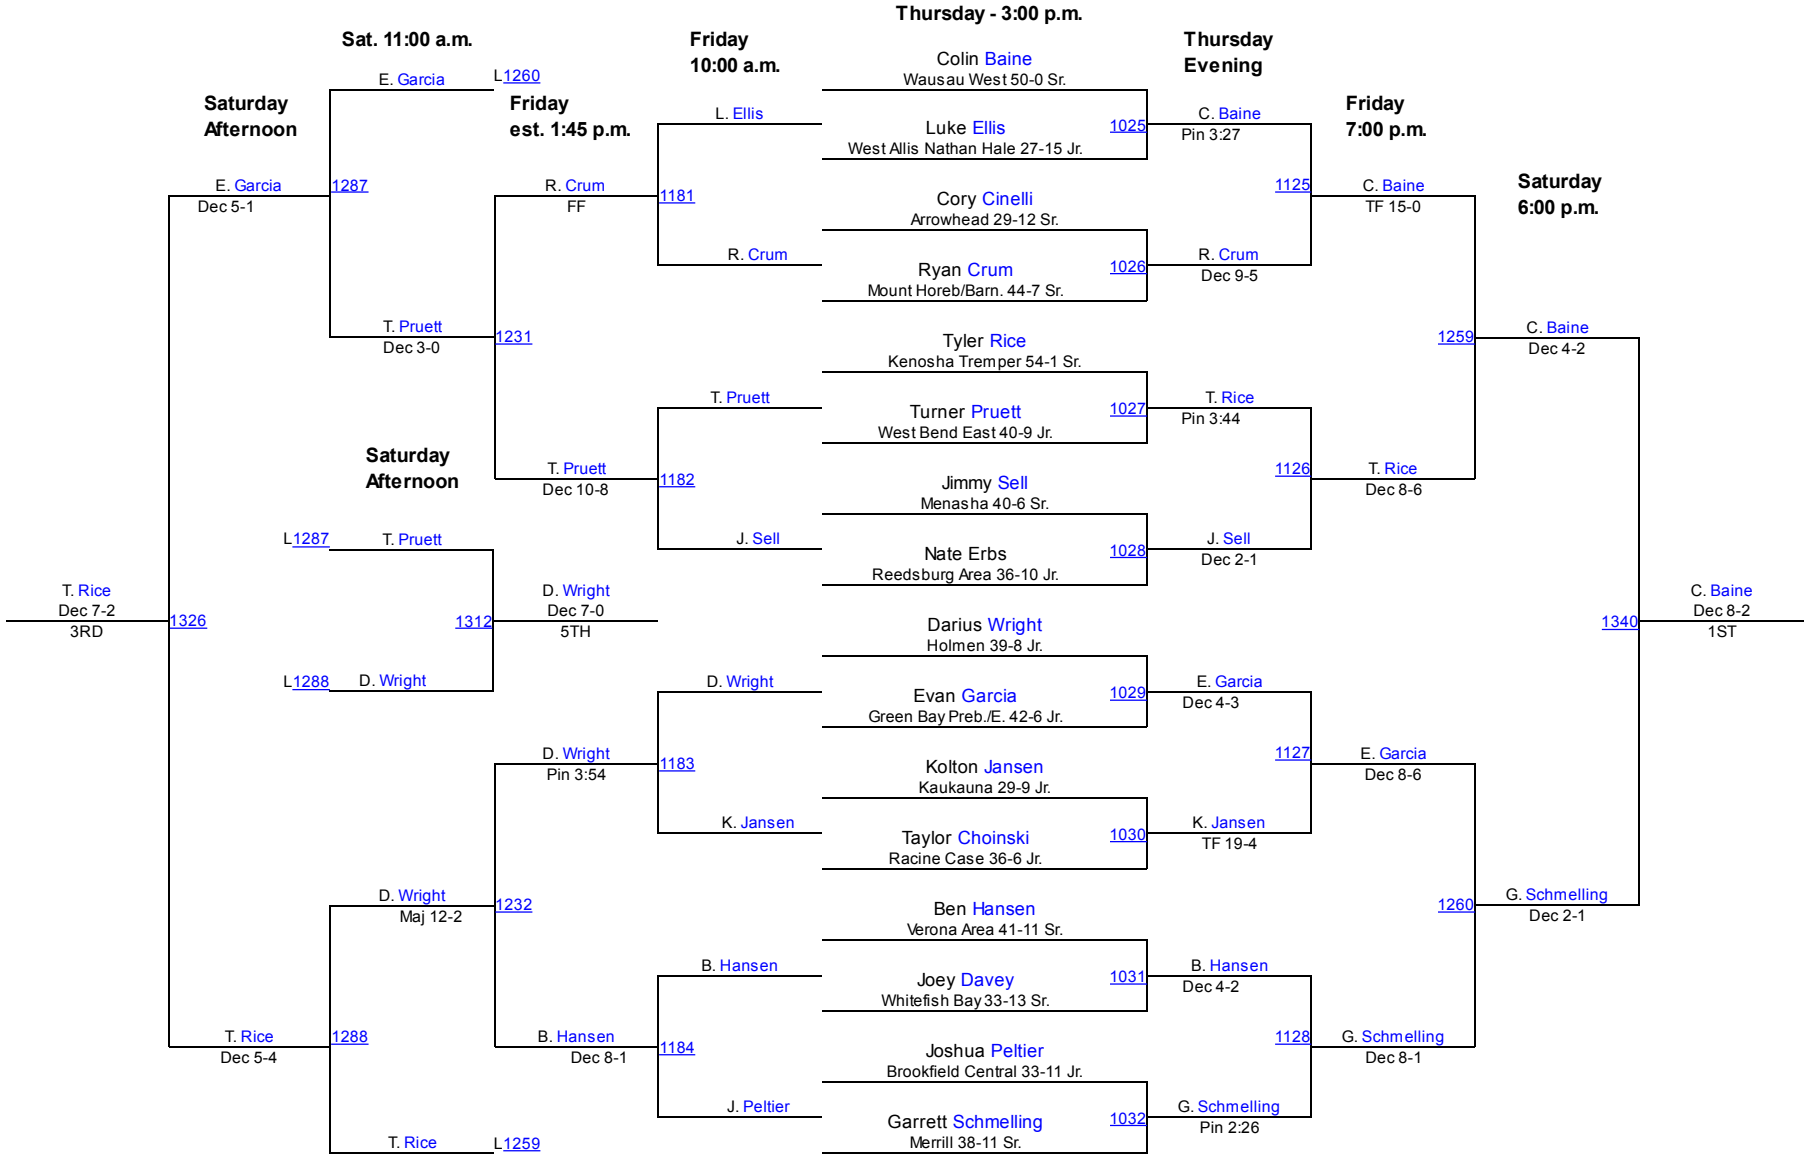 Thursday - 3:00 p.m.
Sat. 11:00 a.m.
Friday
10:00 a.m.
Thursday
Evening
Colin Baine
Wausau West 50-0 Sr.
E. Garcia
L1260
Saturday
Afternoon
Friday
est. 1:45 p.m.
Friday
7:00 p.m.
L. Ellis
C. Baine
Pin 3:27
Luke Ellis
West Allis Nathan Hale 27-15 Jr.
1025
E. Garcia
Dec 5-1
1287
R. Crum
FF
1181
Cory Cinelli
Arrowhead 29-12 Sr.
1125
C. Baine
TF 15-0
Saturday
6:00 p.m.
R. Crum
Ryan Crum
Mount Horeb/Barn. 44-7 Sr.
1026
R. Crum
Dec 9-5
T. Pruett
Dec 3-0
1231
Tyler Rice
Kenosha Tremper 54-1 Sr.
1259
C. Baine
Dec 4-2
T. Pruett
Turner Pruett
West Bend East 40-9 Jr.
1027
T. Rice
Pin 3:44
Saturday
Afternoon
T. Pruett
Dec 10-8
1182
Jimmy Sell
Menasha 40-6 Sr.
1126
T. Rice
Dec 8-6
L1287
T. Pruett
J. Sell
Nate Erbs
Reedsburg Area 36-10 Jr.
1028
J. Sell
Dec 2-1
T. Rice
Dec 7-2
3RD
1326
1312
D. Wright
Dec 7-0
5TH
Darius Wright
Holmen 39-8 Jr.
1340
C. Baine
Dec 8-2
1ST
L1288
D. Wright
D. Wright
Evan Garcia
Green Bay Preb./E. 42-6 Jr.
1029
E. Garcia
Dec 4-3
D. Wright
Pin 3:54
1183
Kolton Jansen
Kaukauna 29-9 Jr.
1127
E. Garcia
Dec 8-6
K. Jansen
Taylor Choinski
Racine Case 36-6 Jr.
1030
K. Jansen
TF 19-4
D. Wright
Maj 12-2
1232
Ben Hansen
Verona Area 41-11 Sr.
1260
G. Schmelling
Dec 2-1
B. Hansen
Joey Davey
Whitefish Bay 33-13 Sr.
1031
B. Hansen
Dec 4-2
T. Rice
Dec 5-4
1288
B. Hansen
Dec 8-1
1184
Joshua Peltier
Brookfield Central 33-11 Jr.
1128
G. Schmelling
Dec 8-1
J. Peltier
Garrett Schmelling
Merrill 38-11 Sr.
1032
G. Schmelling
Pin 2:26
T. Rice
L1259